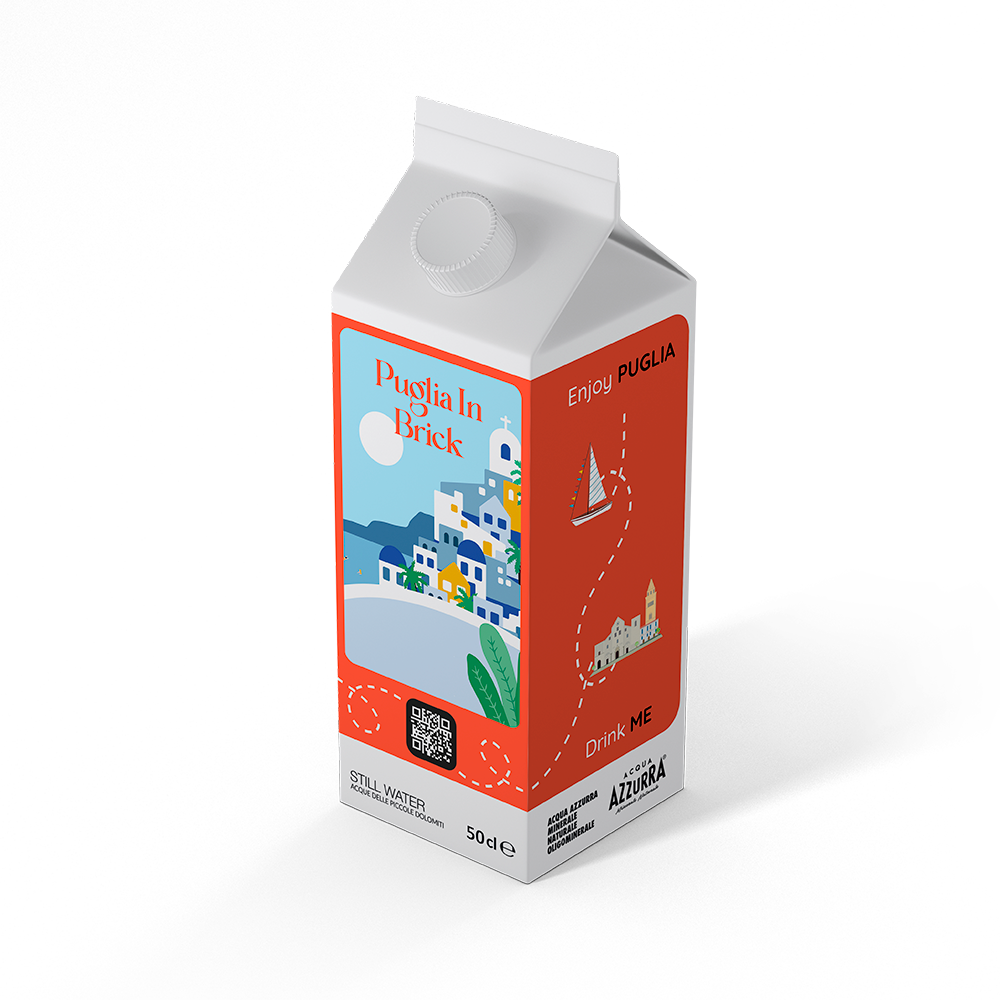 Puglia In
Brick
STILL WATER
ACQUE DELLE PICCOLE DOLOMITI
50 cl ℮
Enjoy PUGLIA
Drink ME
ACQUA AZZURRA
MINERALE
NATURALE
OLIGOMINERALE
ACQUA
AZZURRA